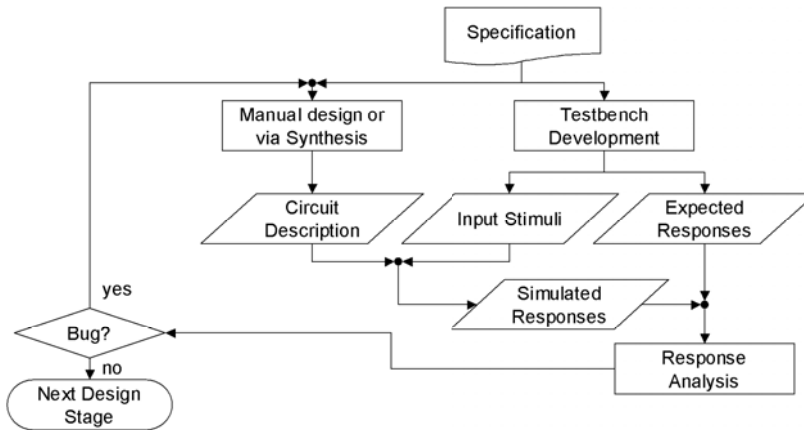 Specification
Manual design or
via Synthesis
Testbench
Development
Circuit
Description
Input Stimuli
Expected
Responses
Simulated
Responses
yes
Bug?
no
Response
Analysis
Next Design
Stage